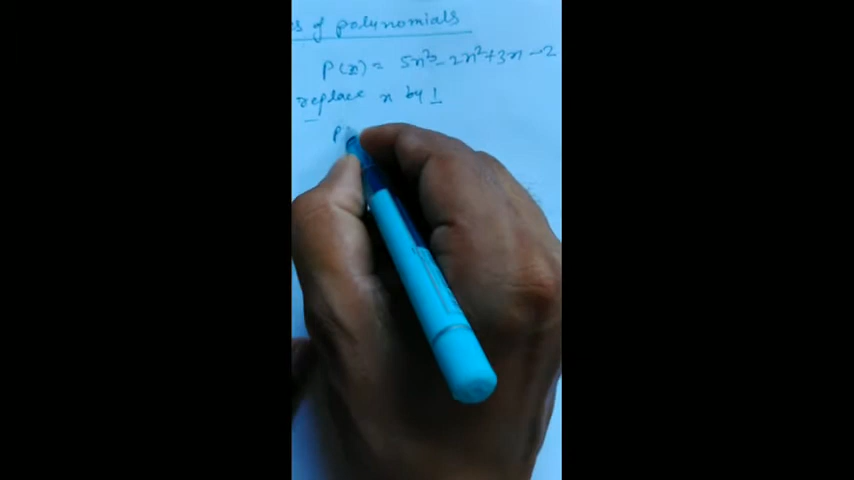 s of polynomials
P(x) = 5x³ - 2x² + 3x - 2
replace x by 1
P